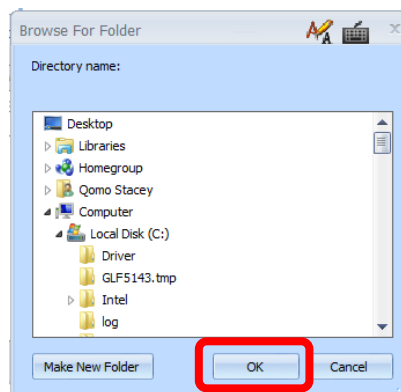 Browse For Folder
Directory name:
Desktop
Libraries
Homegroup
Qomo Stacey
Computer
Local Disk (C:)
Driver
GLF5143.tmp
Intel
log
Make New Folder OK Cancel